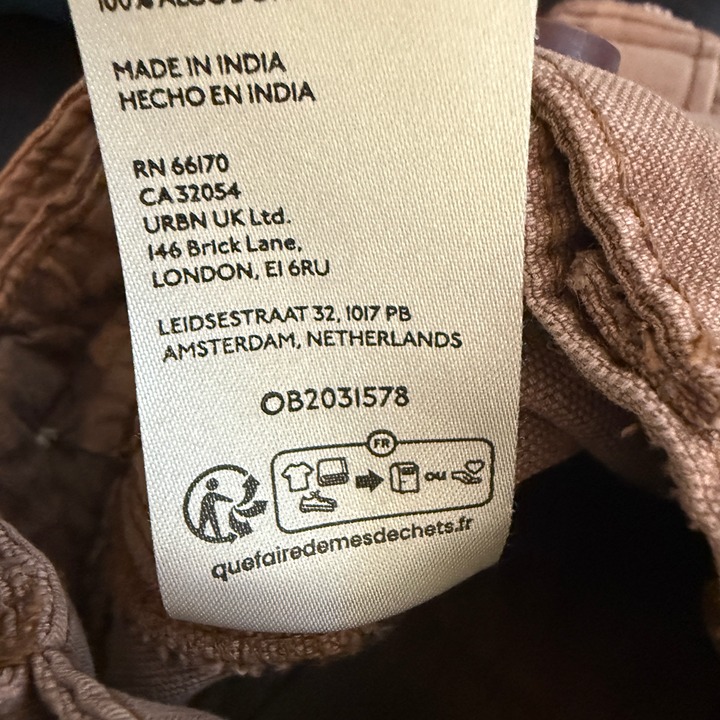 MADE IN INDIA
HECHO EN INDIA
RN 66170
CA 32054
URBN UK Ltd.
146 Brick Lane,
LONDON, E1 6RU
LEIDSESTRAAT 32, 1017 PB
AMSTERDAM, NETHERLANDS
OB2031578
FR
ou
quefairedemesdechets.fr